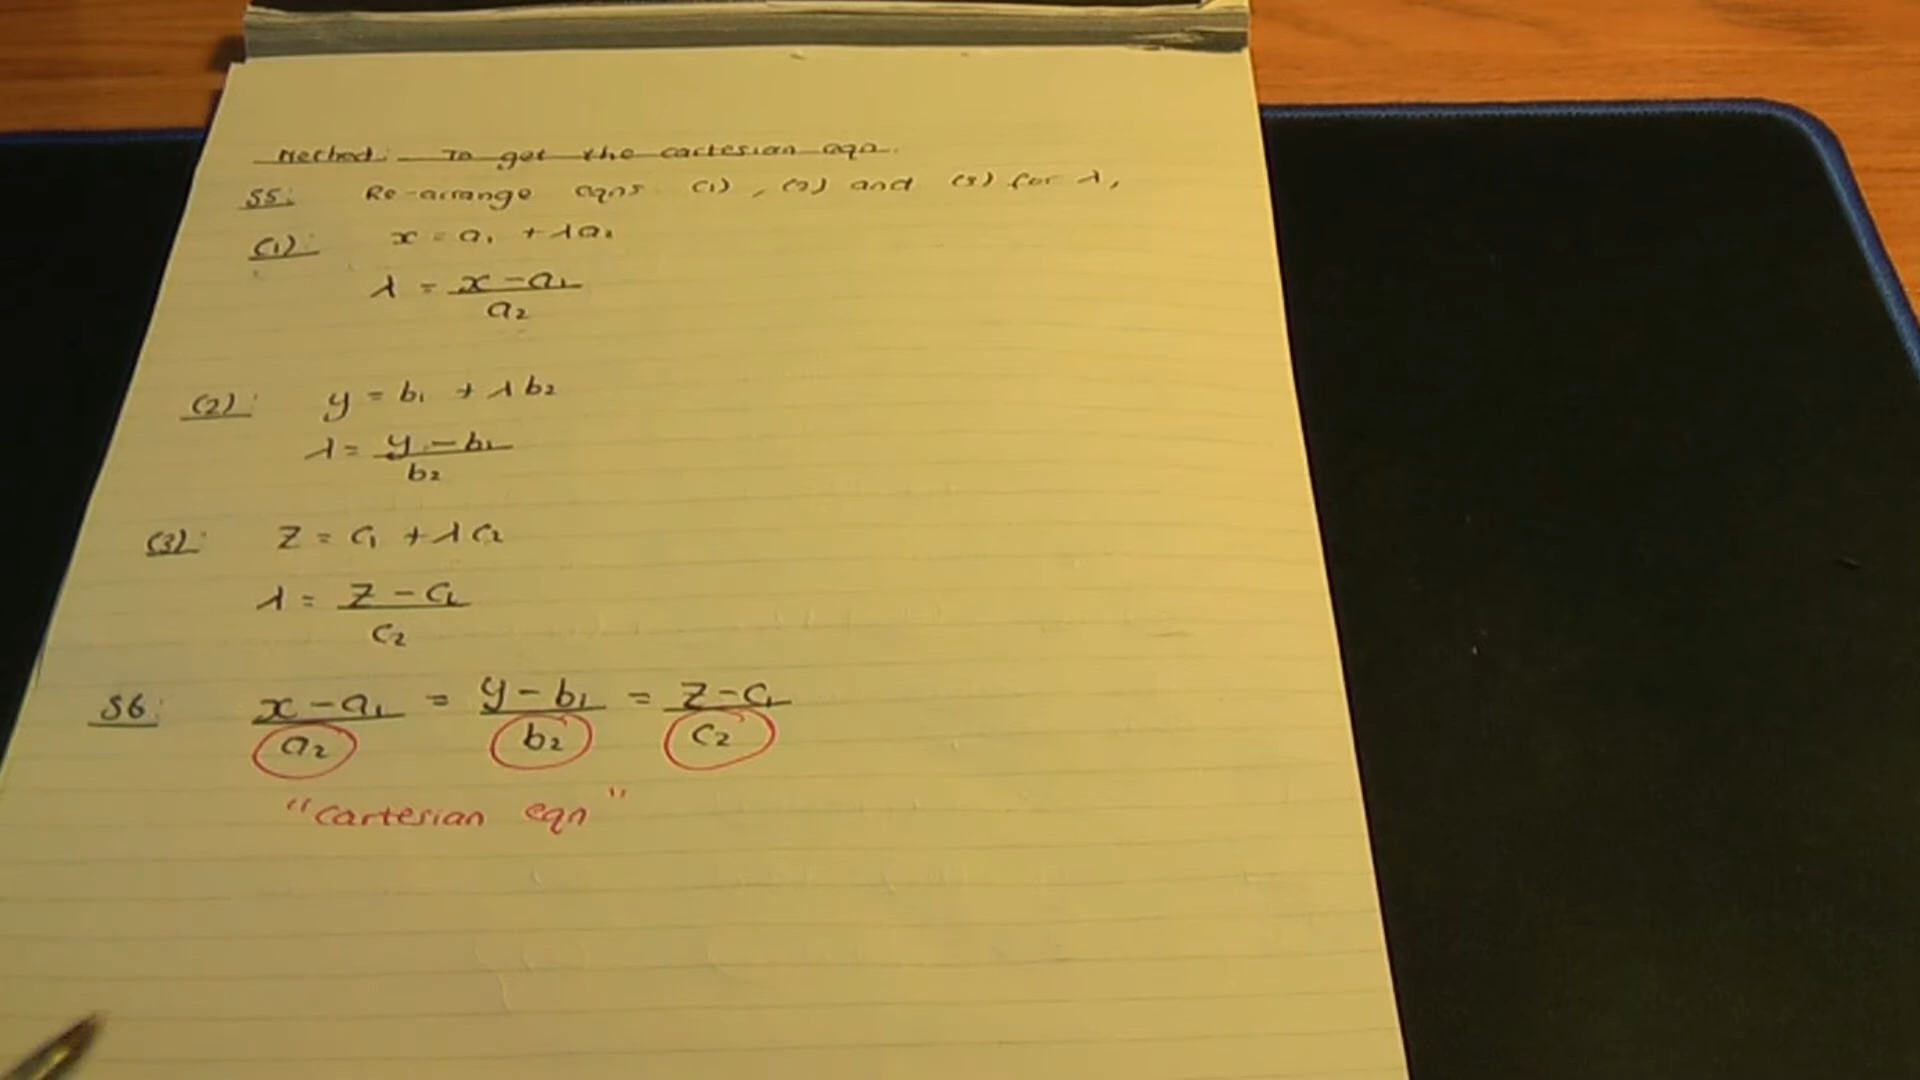 Method: To get the cartesian eqn.
S5: Re-arrange eqns (1), (2) and (3) for λ,
(1): x = a₁ + λa₂
λ = (x - a₁)/a₂
(2): y = b₁ + λb₂
λ = (y - b₁)/b₂
(3): z = c₁ + λc₂
λ = (z - c₁)/c₂
S6: (x - a₁)/a₂ = (y - b₁)/b₂ = (z - c₁)/c₂
"cartesian eqn"